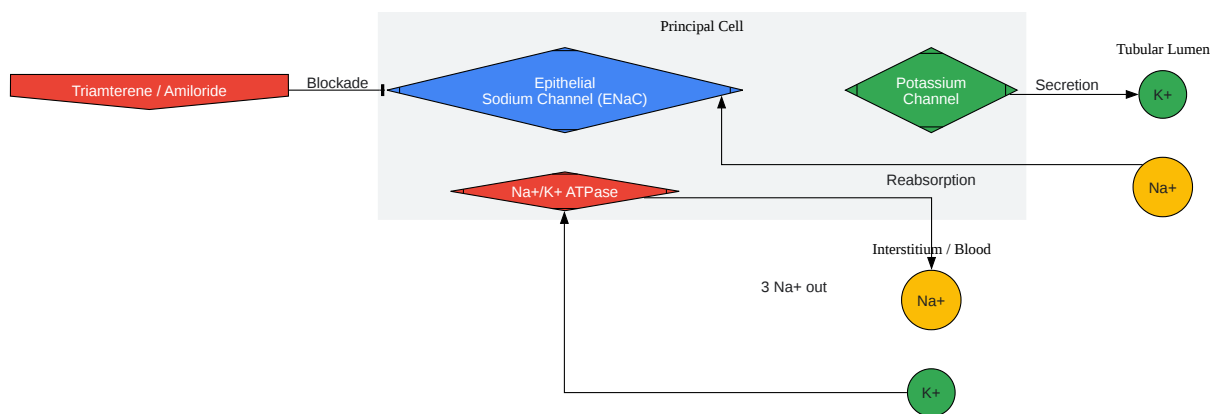 Principal Cell
Tubular Lumen
Triamterene / Amiloride
Blockade
Epithelial
Sodium Channel (ENaC)
Potassium
Channel
Secretion
K+
Reabsorption
Na+
Na+/K+ ATPase
Interstitium / Blood
3 Na+ out
Na+
K+